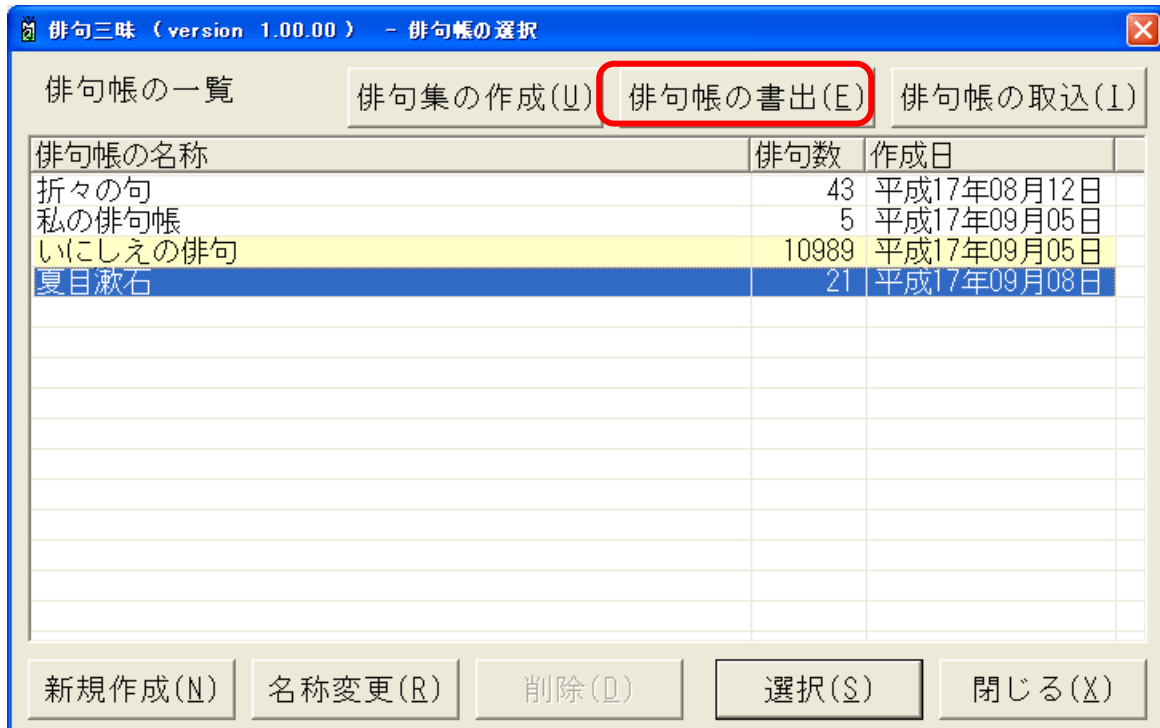 俳句三昧 (version 1.00.00) - 俳句帳の選択
俳句帳の一覧 俳句集の作成(U) 俳句帳の書出(E) 俳句帳の取込(I)
俳句帳の名称 俳句数 作成日
折々の句 43 平成17年08月12日
私の俳句帳 5 平成17年09月05日
いにしえの俳句 10989 平成17年09月05日
夏目漱石 21 平成17年09月08日
新規作成(N) 名称変更(R) 削除(D) 選択(S) 閉じる(X)